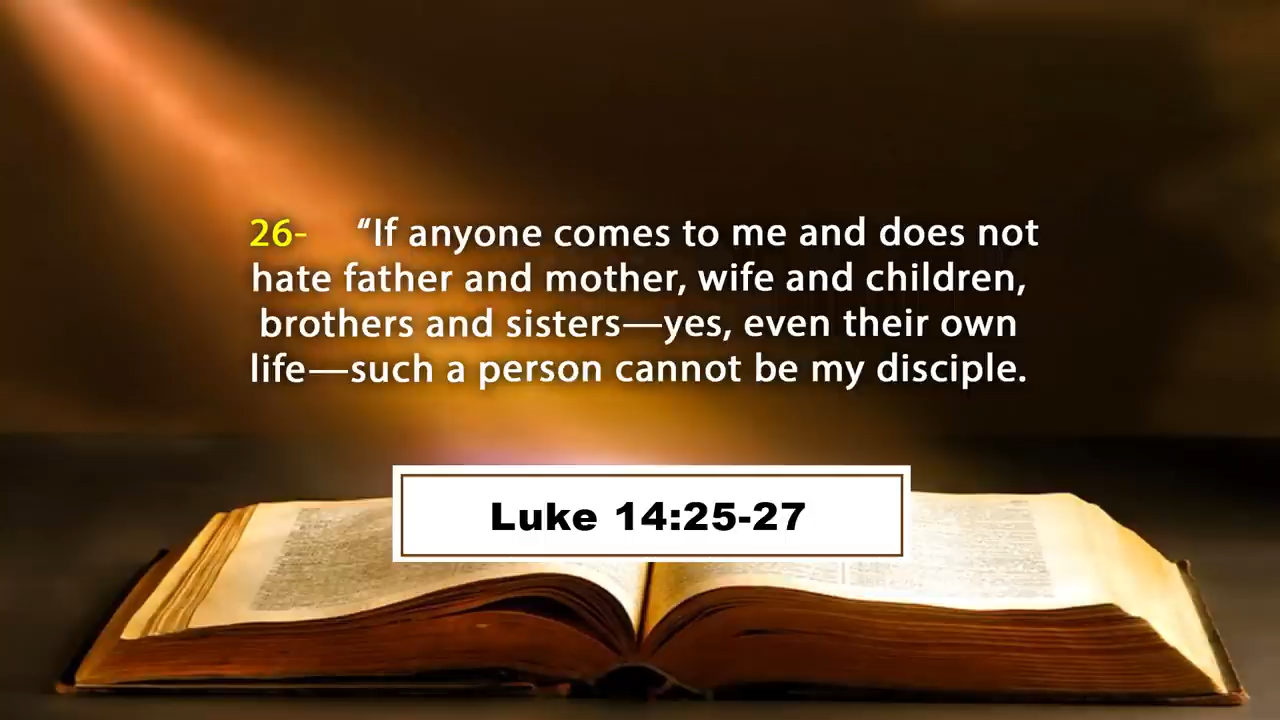 26- “If anyone comes to me and does not
hate father and mother, wife and children,
brothers and sisters—yes, even their own
life—such a person cannot be my disciple.
Luke 14:25-27